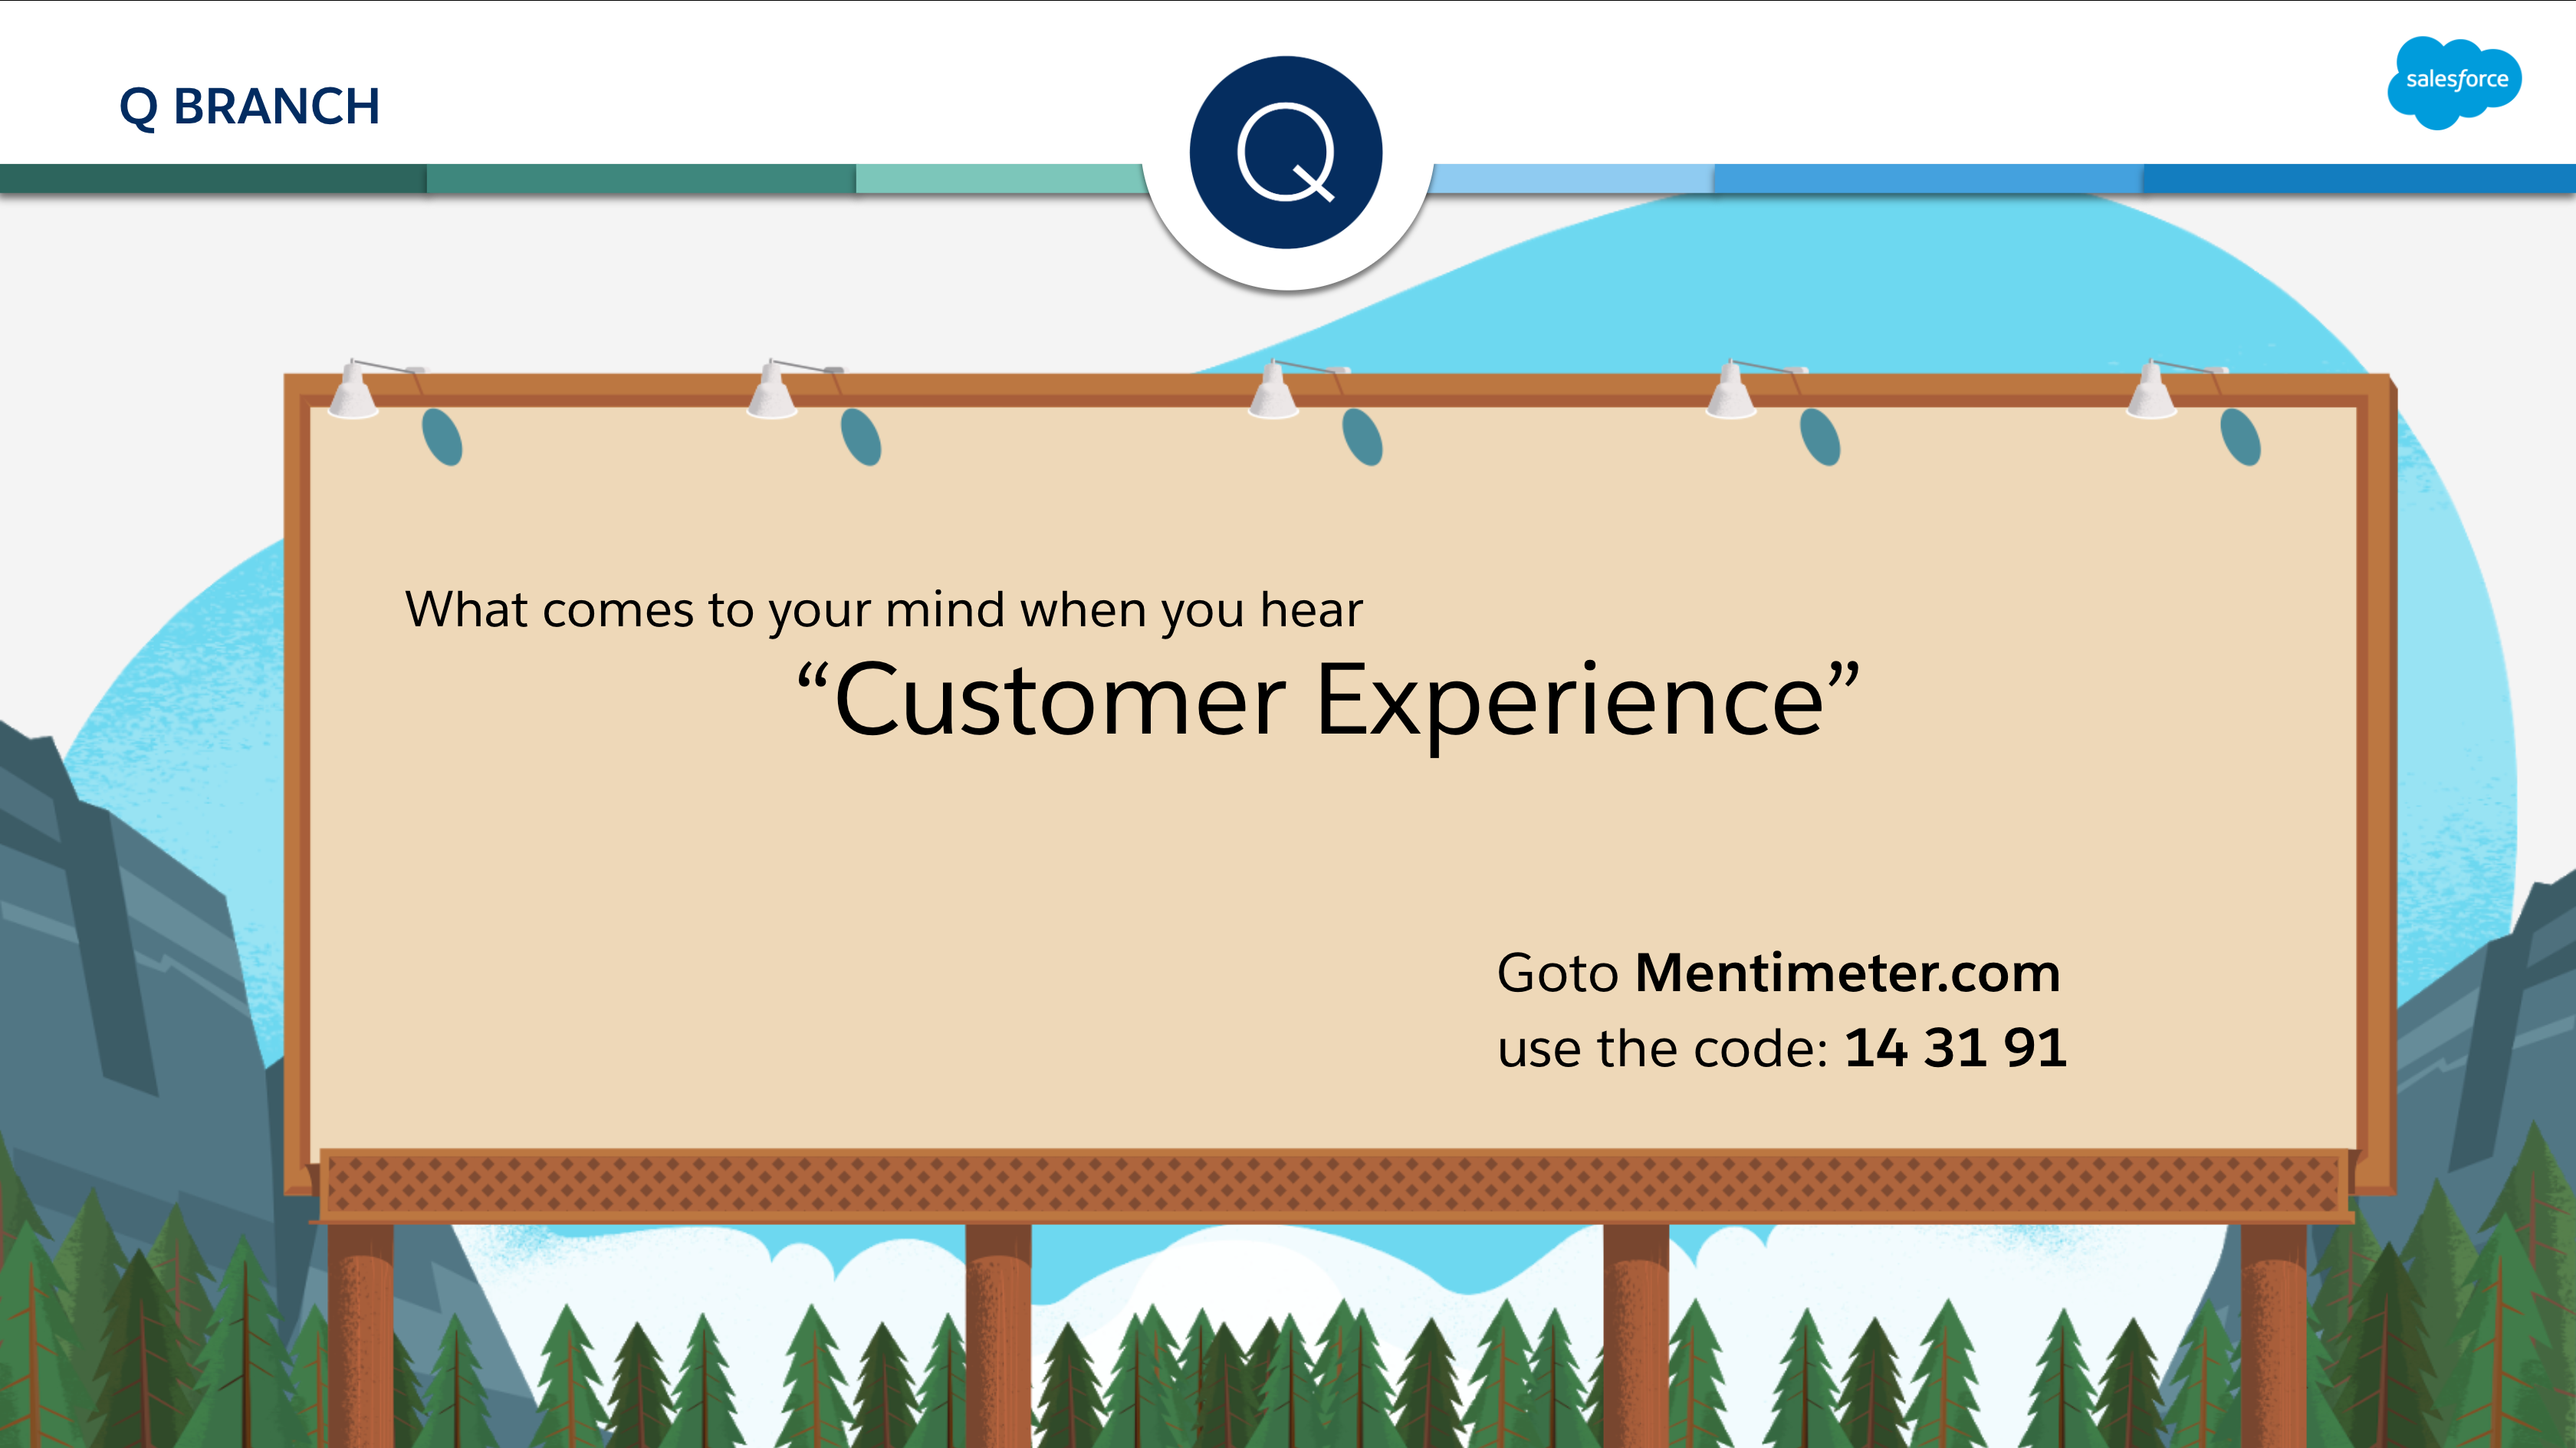 Q BRANCH
Q
salesforce
What comes to your mind when you hear
“Customer Experience”
Goto Mentimeter.com
use the code: 14 31 91